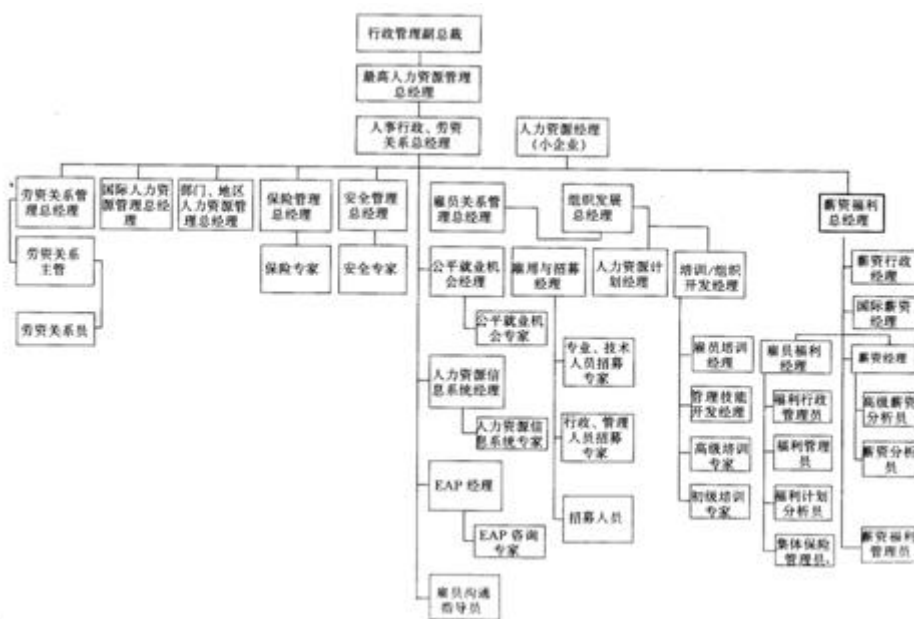 行政管理副总裁
最高人力资源管理
总经理
人事行政、劳资
关系总经理
人力资源经理
(小企业)
劳资关系管
理总经理
国际人力资
源管理总经理
部门、地区
人力资源管
理总经理
保险管理
总经理
安全管理
总经理
雇员关系管
理总经理
组织发展
总经理
薪资福利
总经理
劳资关系
主管
保险专家
安全专家
公平就业机
会经理
雇用与招募
经理
人力资源计
划经理
培训/组织
开发经理
薪资行政
经理
劳资关系员
公平就业机
会专家
国际薪资
经理
专业、技术
人员招募
专家
雇员培训
经理
雇员福利
经理
薪资经理
人力资源信
息系统经理
管理技能
开发经理
福利行政
管理员
高级薪资
分析员
人力资源信
息系统专家
行政、管理
人员招募
专家
高级培训
专家
福利管理
员
薪资分析
员
EAP 经理
招募人员
初级培训
专家
福利计划
分析员
EAP 咨询
专家
集体保险
管理员
薪资福利
管理员
雇员沟通
指导员